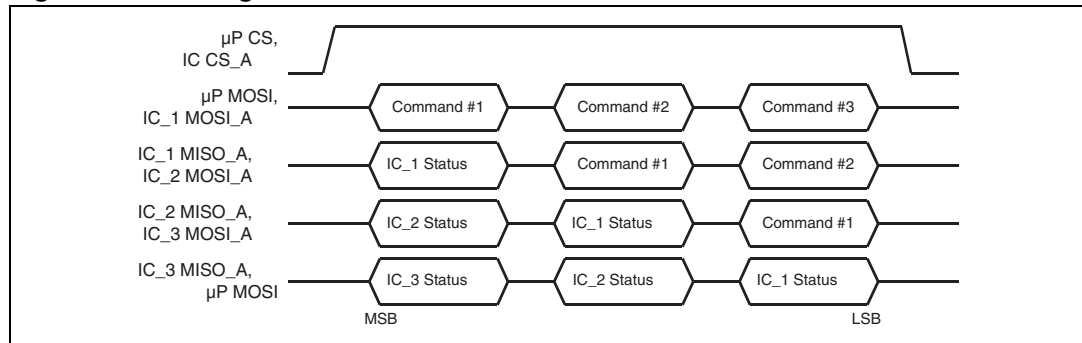 µP CS,
IC CS_A
µP MOSI,
IC_1 MOSI_A
Command #1
Command #2
Command #3
IC_1 MISO_A,
IC_2 MOSI_A
IC_1 Status
Command #1
Command #2
IC_2 MISO_A,
IC_3 MOSI_A
IC_2 Status
IC_1 Status
Command #1
IC_3 MISO_A,
µP MOSI
IC_3 Status
IC_2 Status
IC_1 Status
MSB
LSB